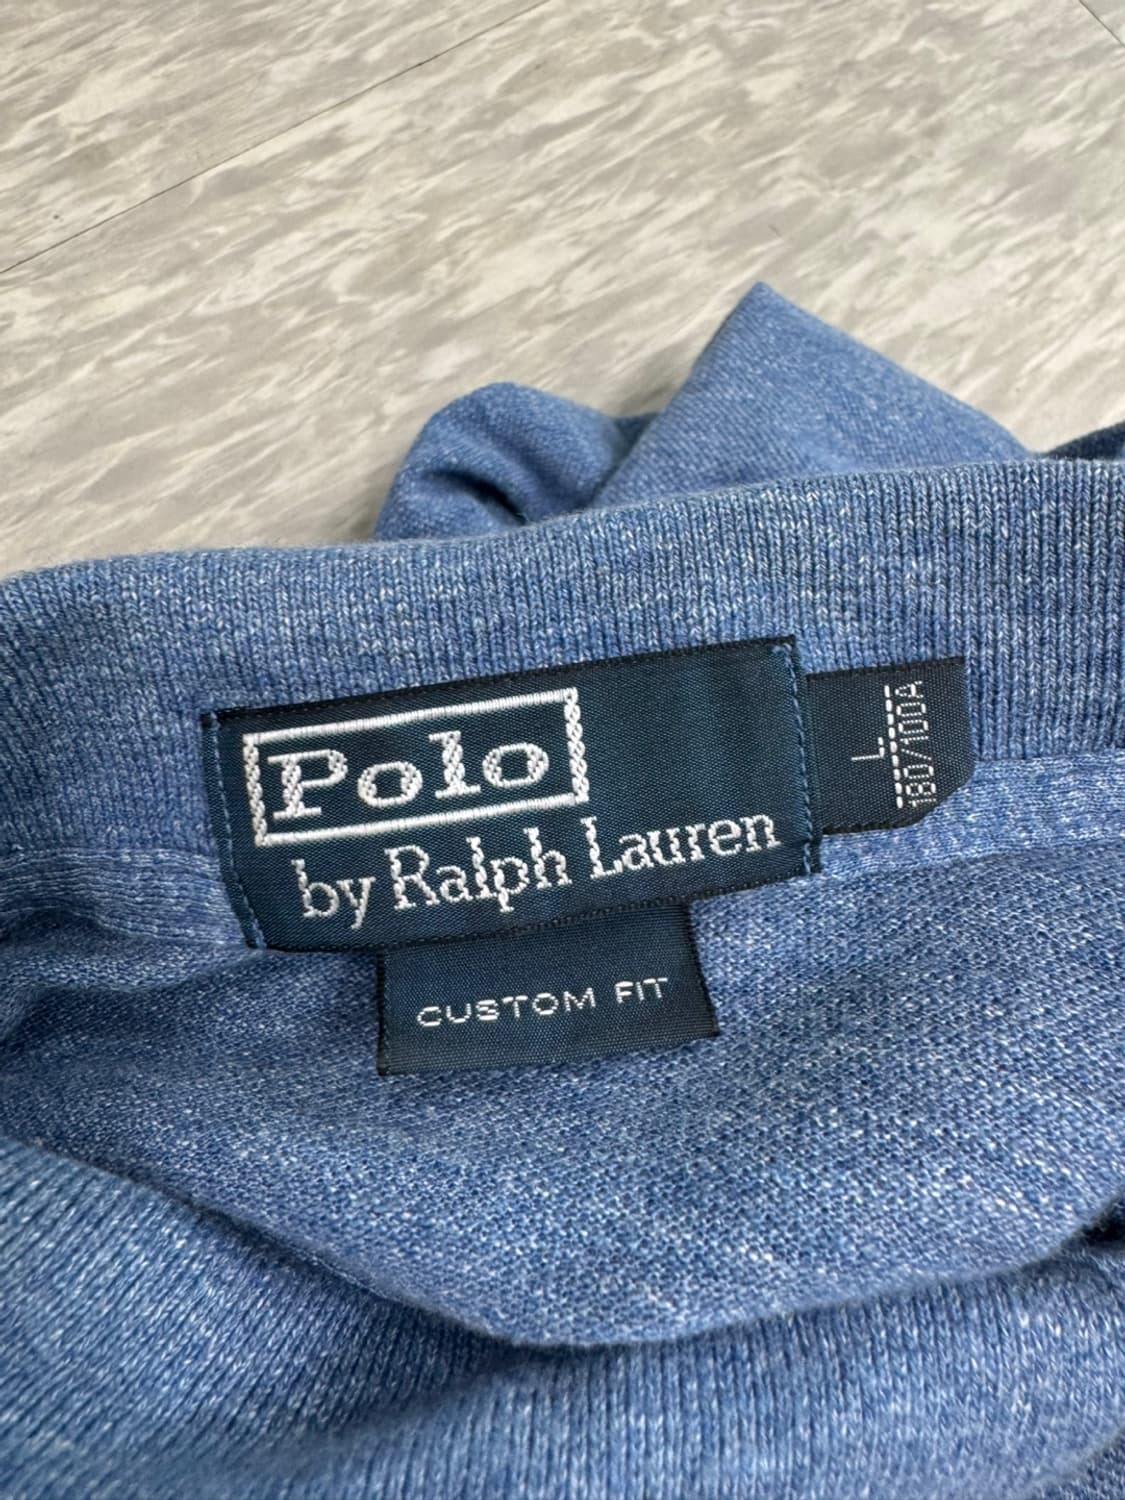 Polo
by Ralph Lauren
L
180/100A
CUSTOM FIT